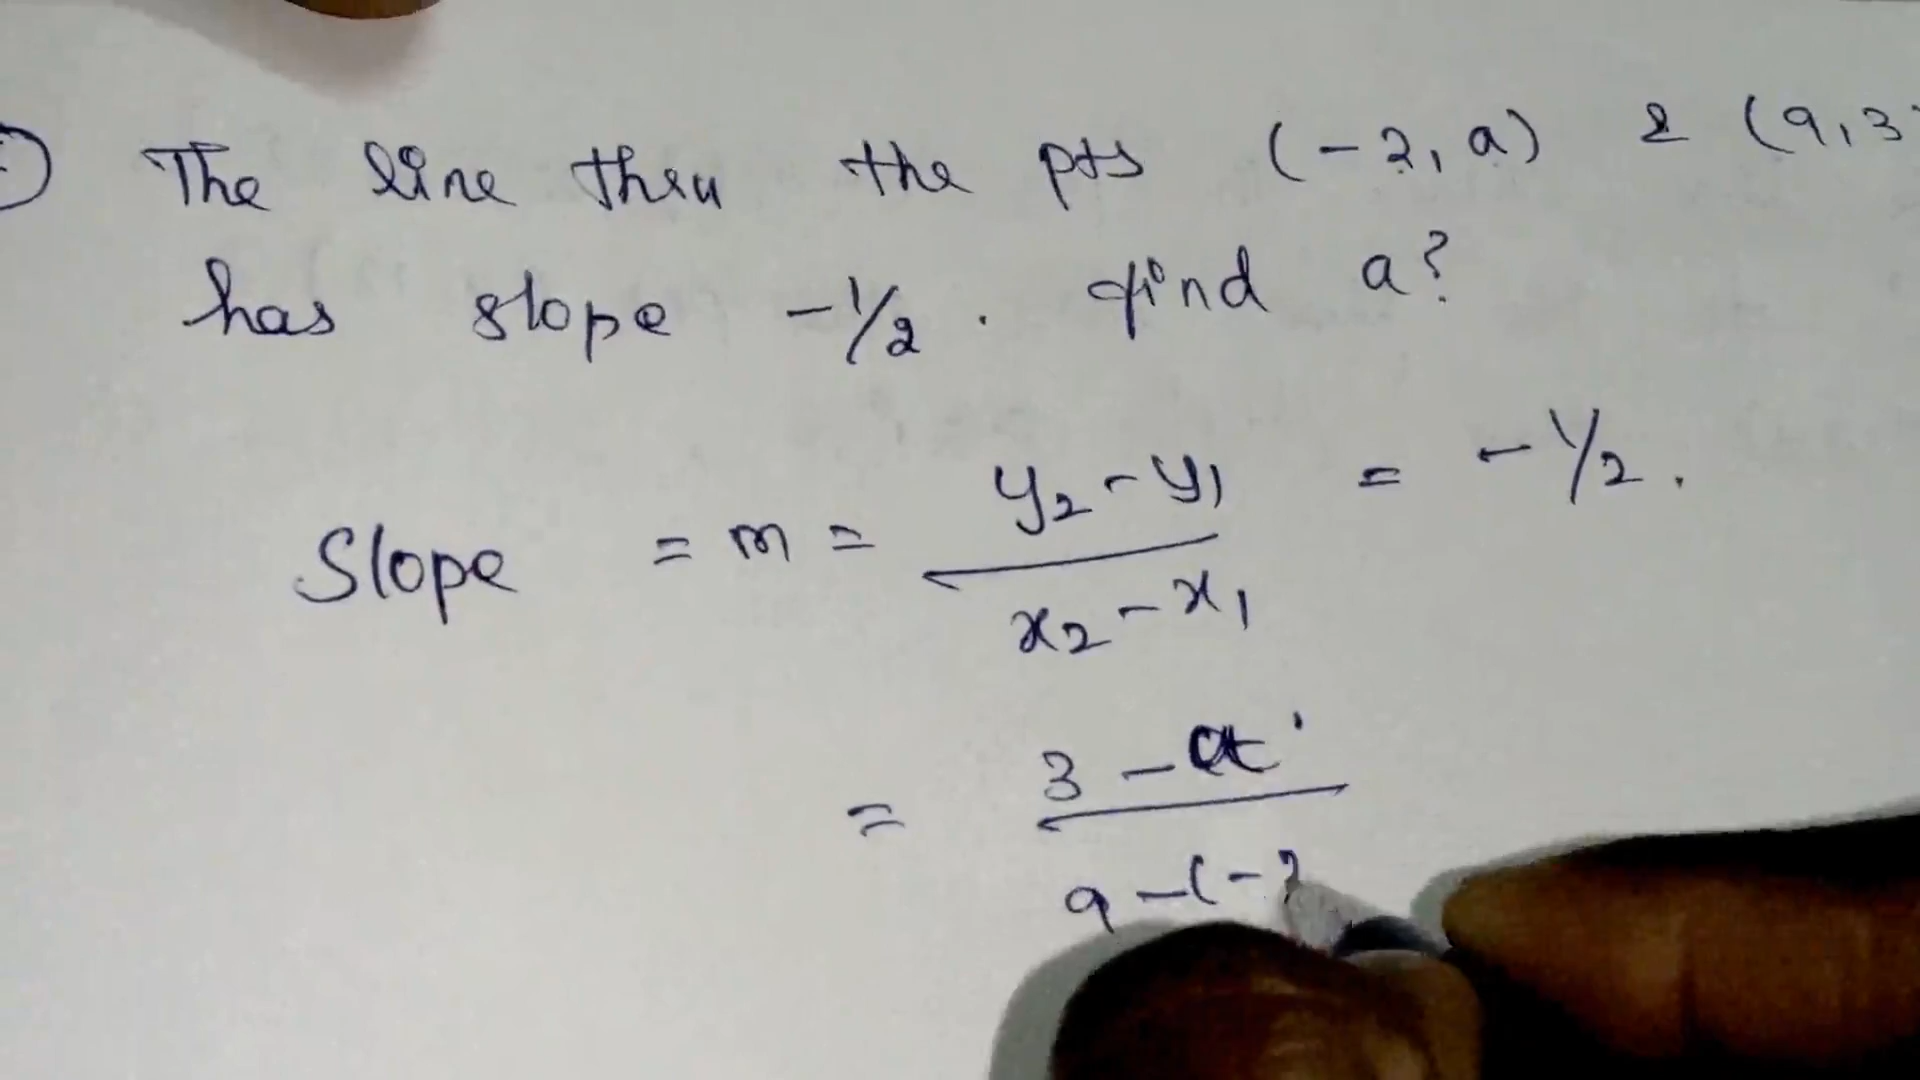 The line thru the pts (-2, a) & (9, 3
has slope -1/2 . find a?
Slope = m = y2 - y1 / x2 - x1 = - 1/2 .
= 3 - a / 9 - (-2